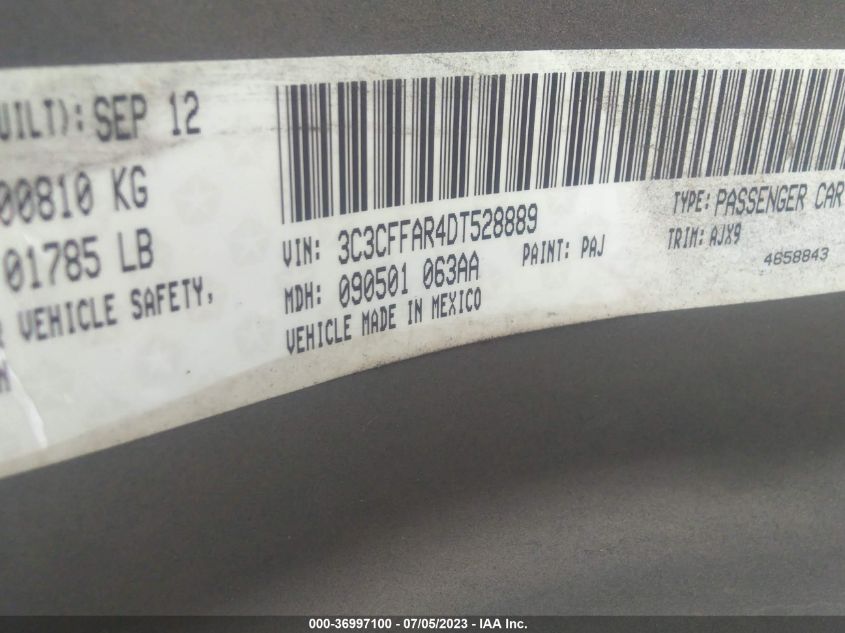 UILT): SEP 12
00810 KG
01785 LB
VEHICLE SAFETY,
VIN: 3C3CFFAR4DT528889
MDH: 090501 063AA
PAINT: PAJ
VEHICLE MADE IN MEXICO
TYPE: PASSENGER CAR
TRIM: AJX9
4658843
000-36997100 - 07/05/2023 - IAA Inc.